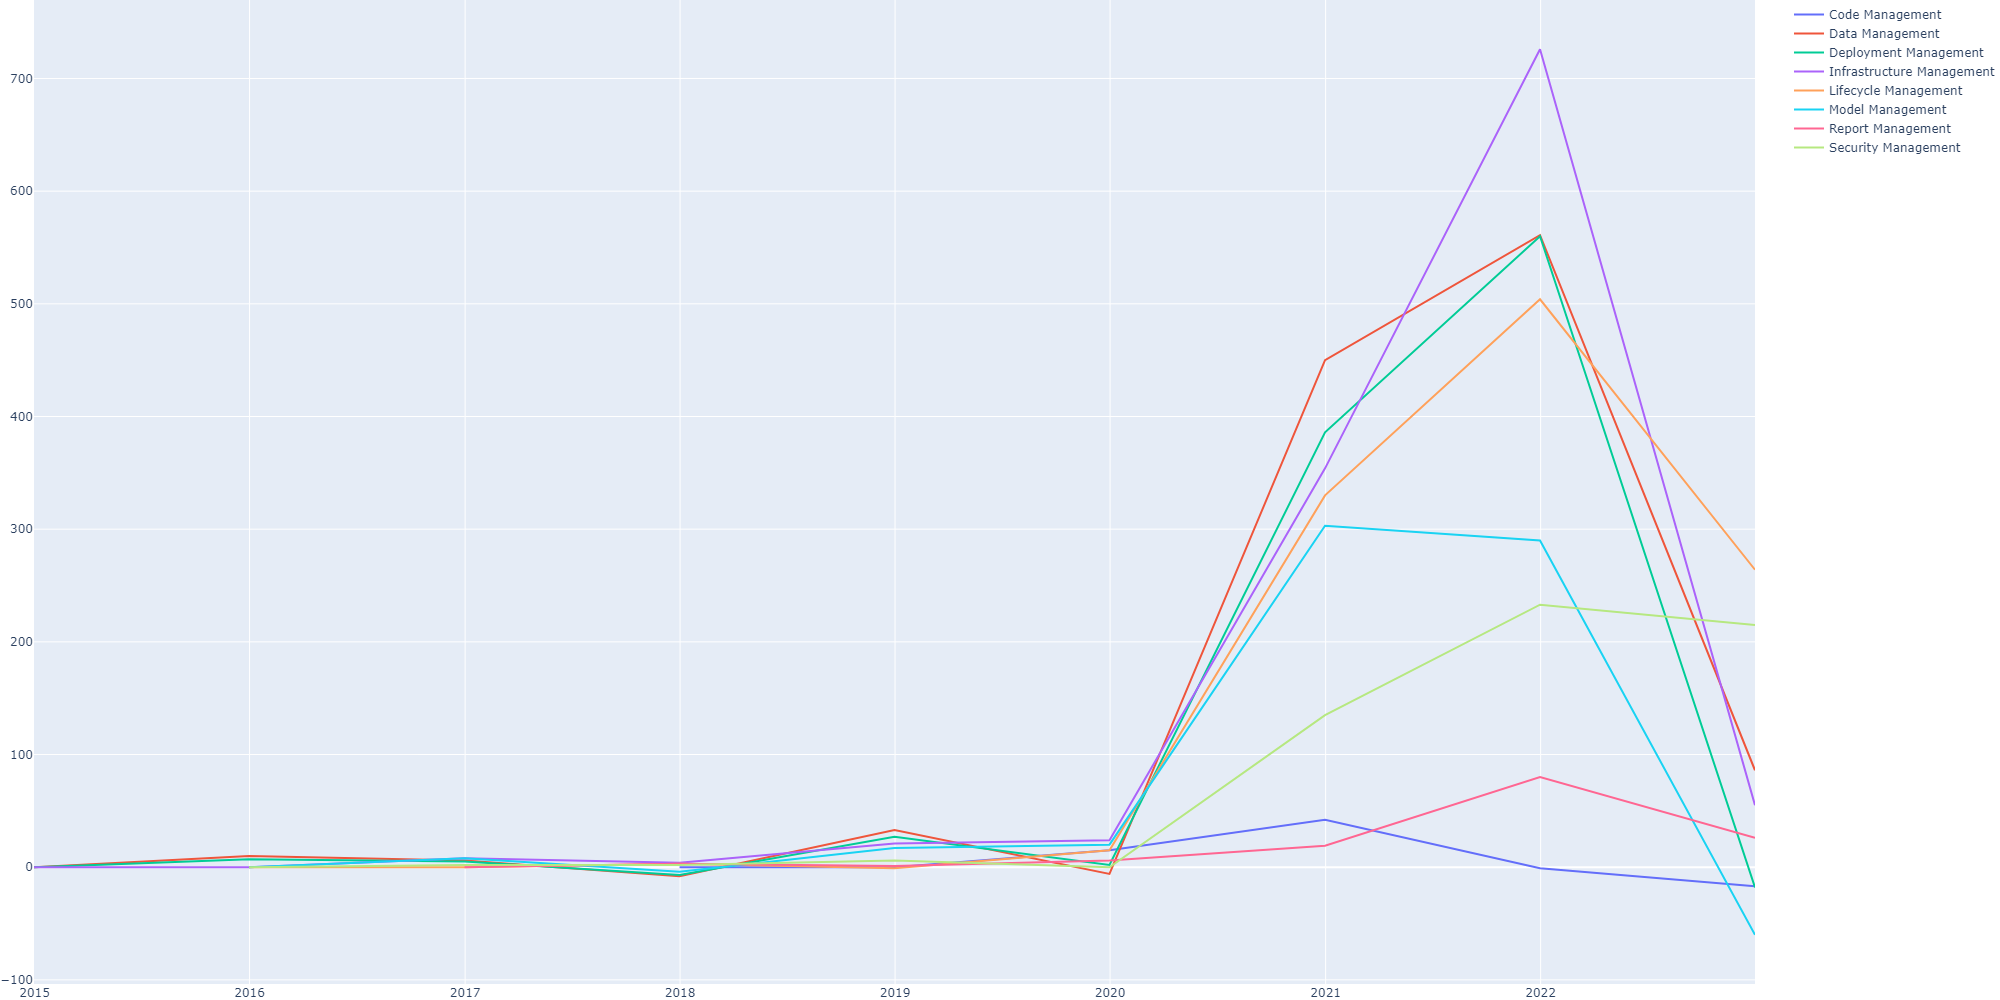 Code Management
Data Management
Deployment Management
Infrastructure Management
Lifecycle Management
Model Management
Report Management
Security Management
700
600
500
400
300
200
100
0
−100
2015 2016 2017 2018 2019 2020 2021 2022